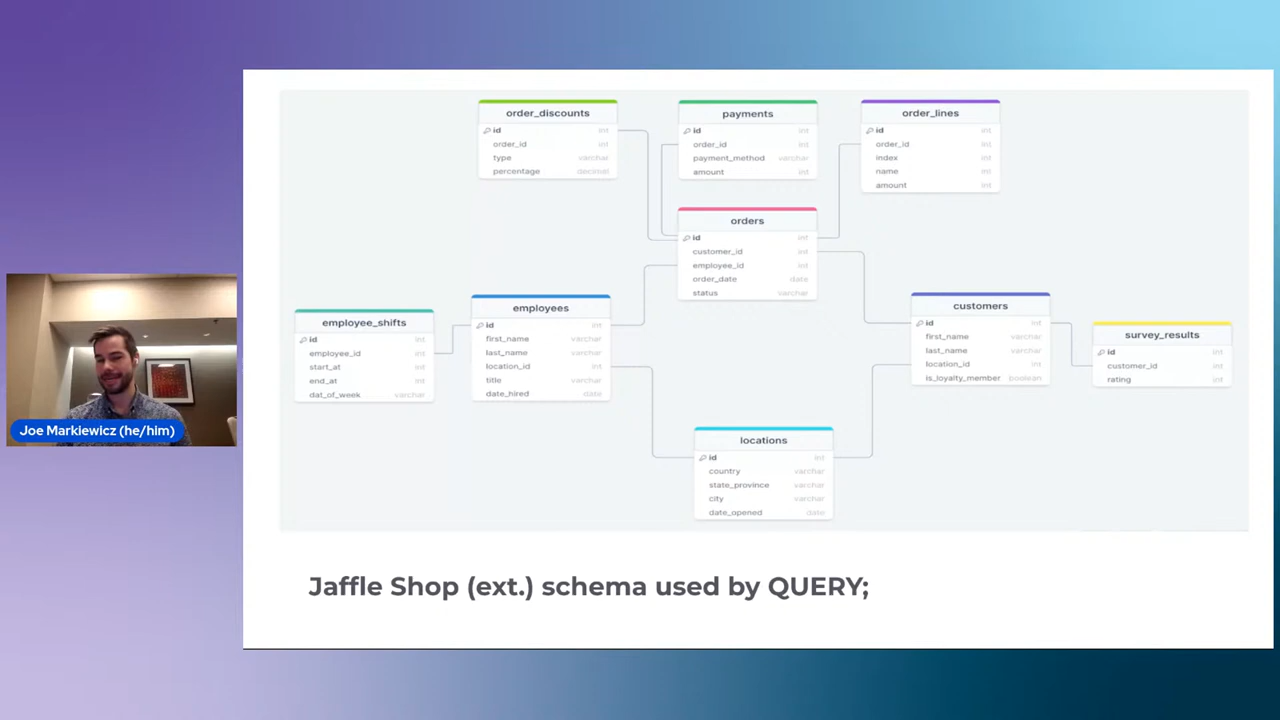 order_discounts
id int
order_id int
type varchar
percentage decimal
payments
id int
order_id int
payment_method varchar
amount int
order_lines
id int
order_id int
index int
name int
amount int
orders
id int
customer_id int
employee_id int
order_date date
status varchar
employee_shifts
id int
employee_id int
start_at int
end_at int
dat_of_week varchar
employees
id int
first_name varchar
last_name varchar
location_id int
title varchar
date_hired date
customers
id int
first_name varchar
last_name varchar
location_id int
is_loyalty_member boolean
survey_results
id int
customer_id int
rating int
locations
id int
country varchar
state_province varchar
city varchar
date_opened date
Joe Markiewicz (he/him)
Jaffle Shop (ext.) schema used by QUERY;